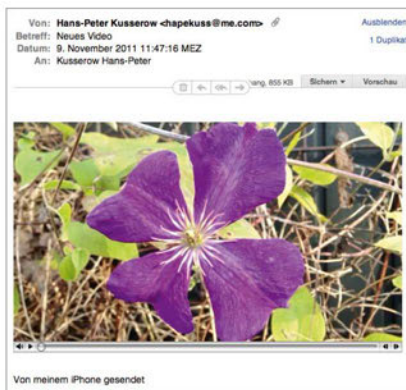 Von: Hans-Peter Kusserow <hapekuss@me.com>
Ausblenden
Betreff: Neues Video
1 Duplikat
Datum: 9. November 2011 11:47:16 MEZ
An: Kusserow Hans-Peter
855 KB Sichern Vorschau
Von meinem iPhone gesendet